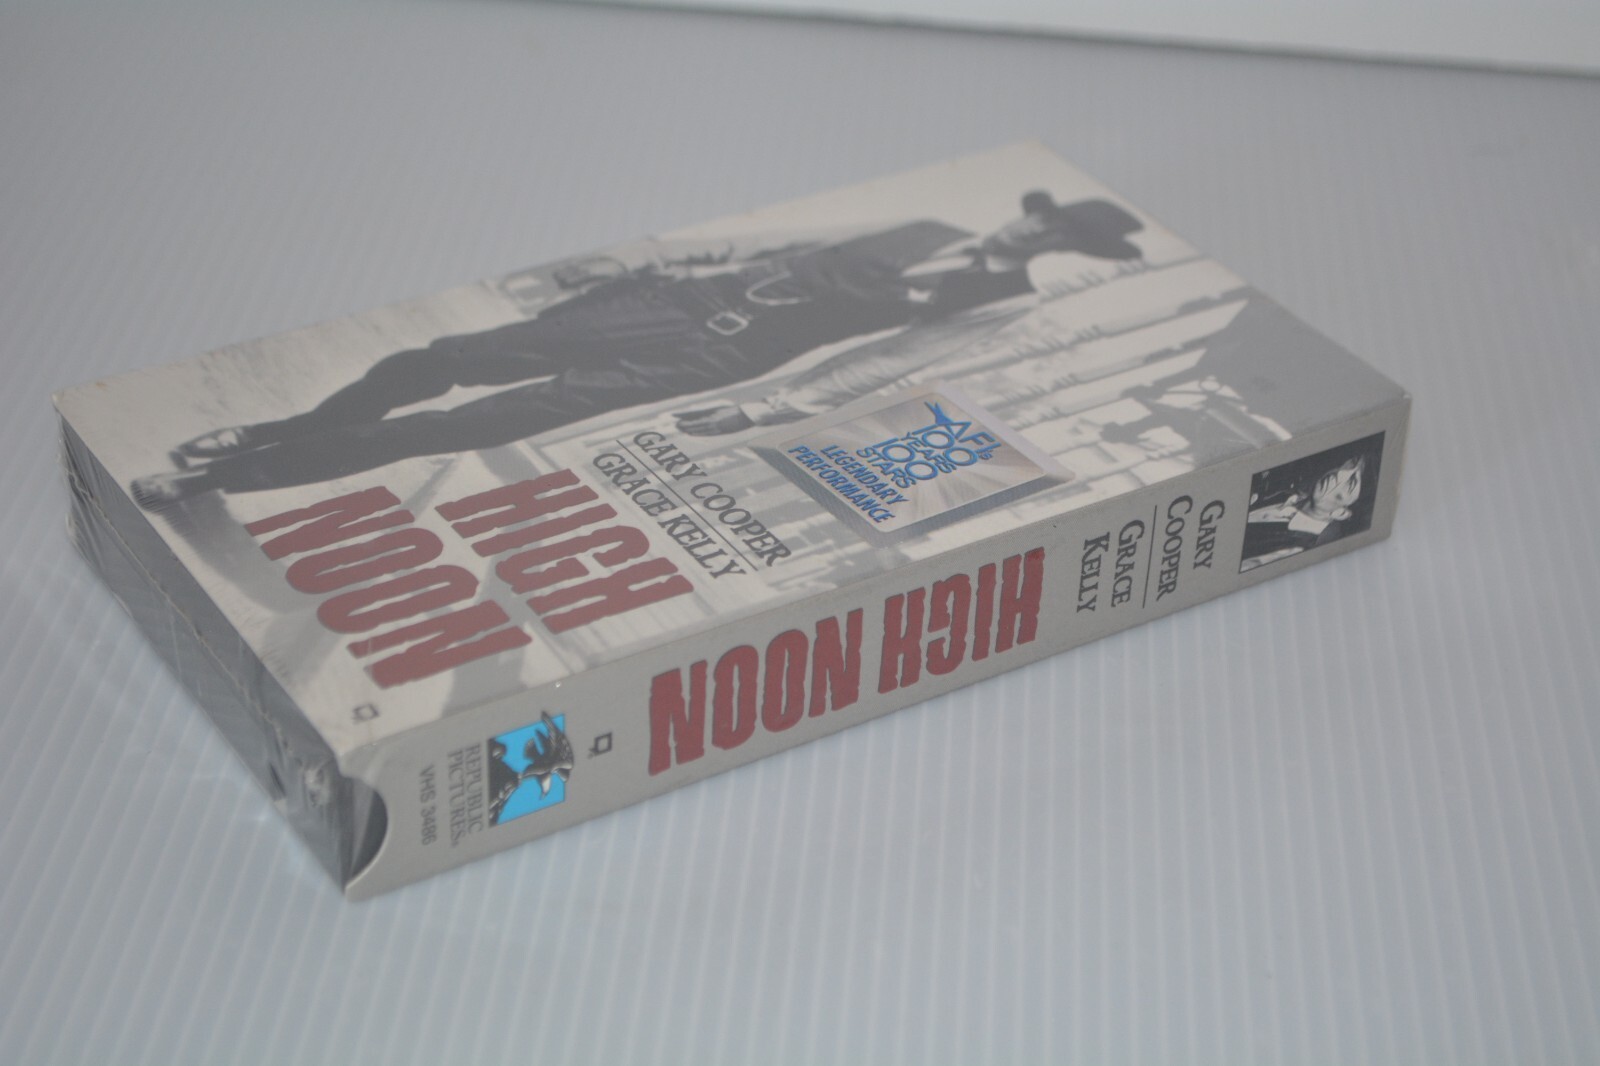 GARY COOPER
GRACE KELLY
HIGH
NOON
AFI's
100
YEARS
100
STARS
LEGENDARY
PERFORMANCE
GARY
COOPER
GRACE
KELLY
HIGH NOON
REPUBLIC
PICTURES®
VHS 3486